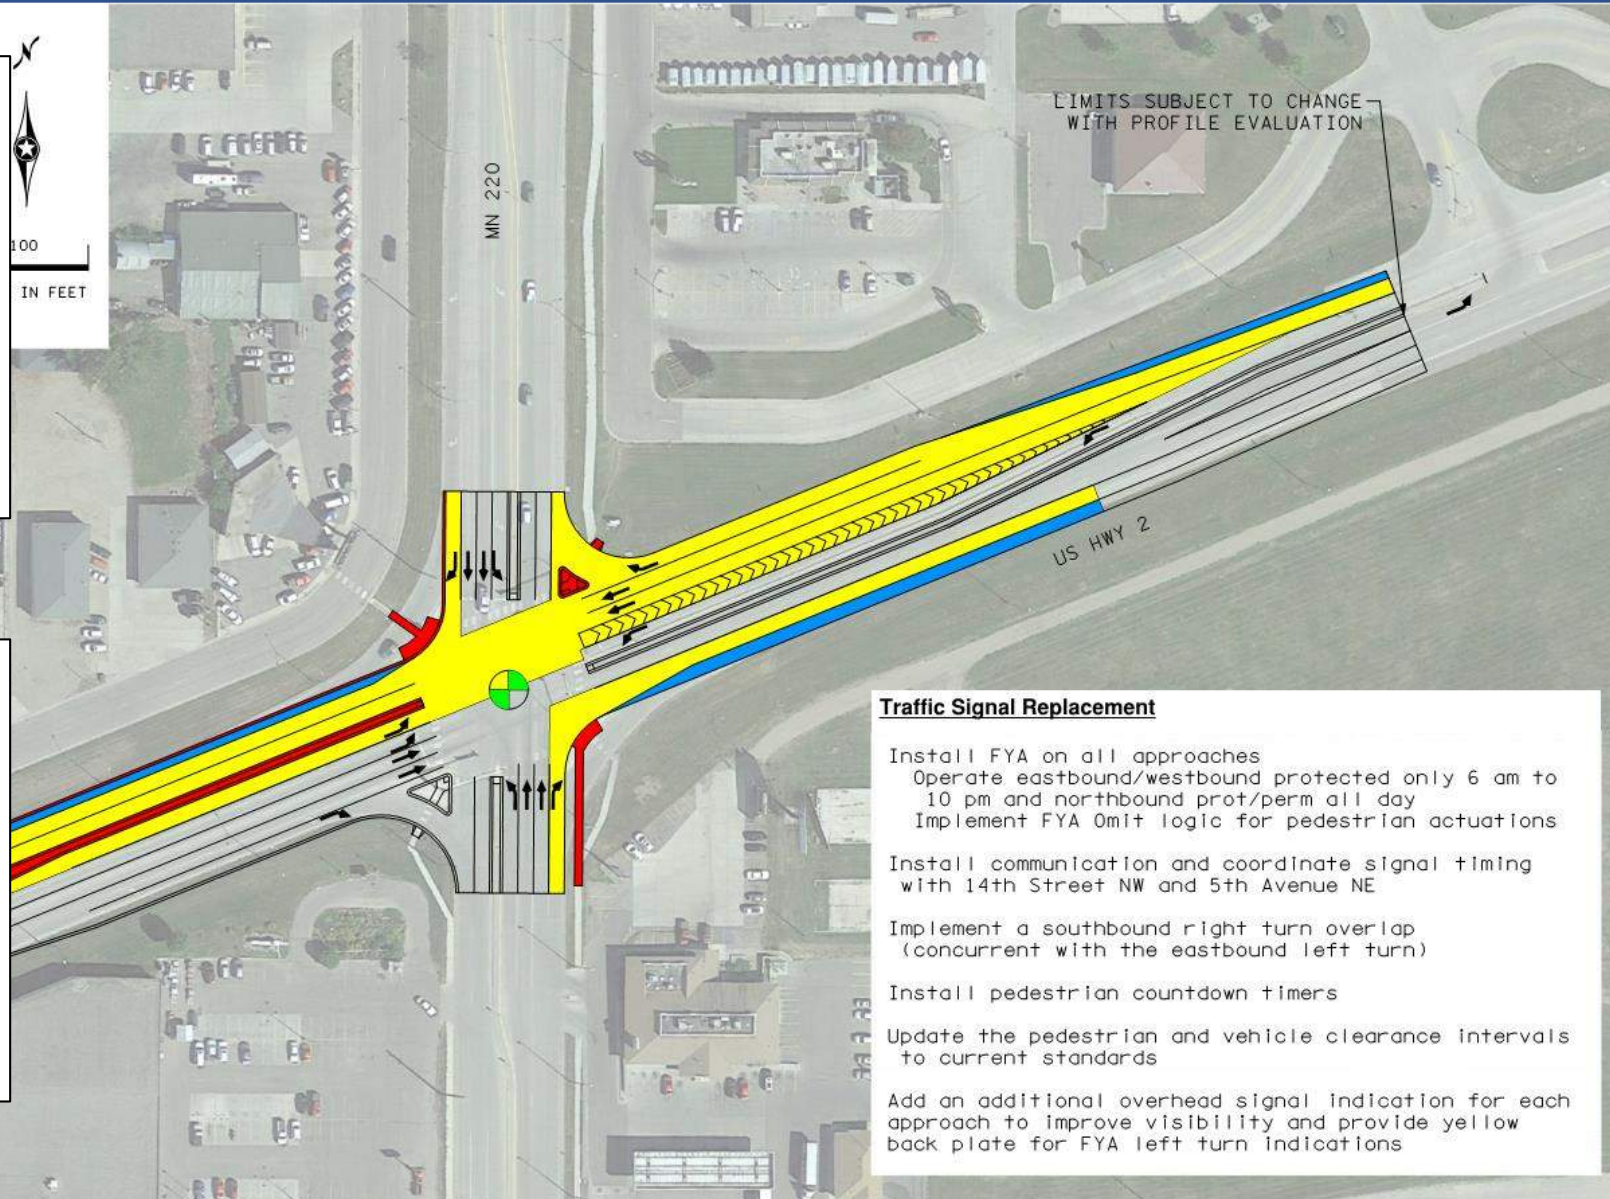 N
100
IN FEET
MN 220
LIMITS SUBJECT TO CHANGE
WITH PROFILE EVALUATION
US HWY 2
Traffic Signal Replacement
Install FYA on all approaches
Operate eastbound/westbound protected only 6 am to
10 pm and northbound prot/perm all day
Implement FYA Omit logic for pedestrian actuations
Install communication and coordinate signal timing
with 14th Street NW and 5th Avenue NE
Implement a southbound right turn overlap
(concurrent with the eastbound left turn)
Install pedestrian countdown timers
Update the pedestrian and vehicle clearance intervals
to current standards
Add an additional overhead signal indication for each
approach to improve visibility and provide yellow
back plate for FYA left turn indications